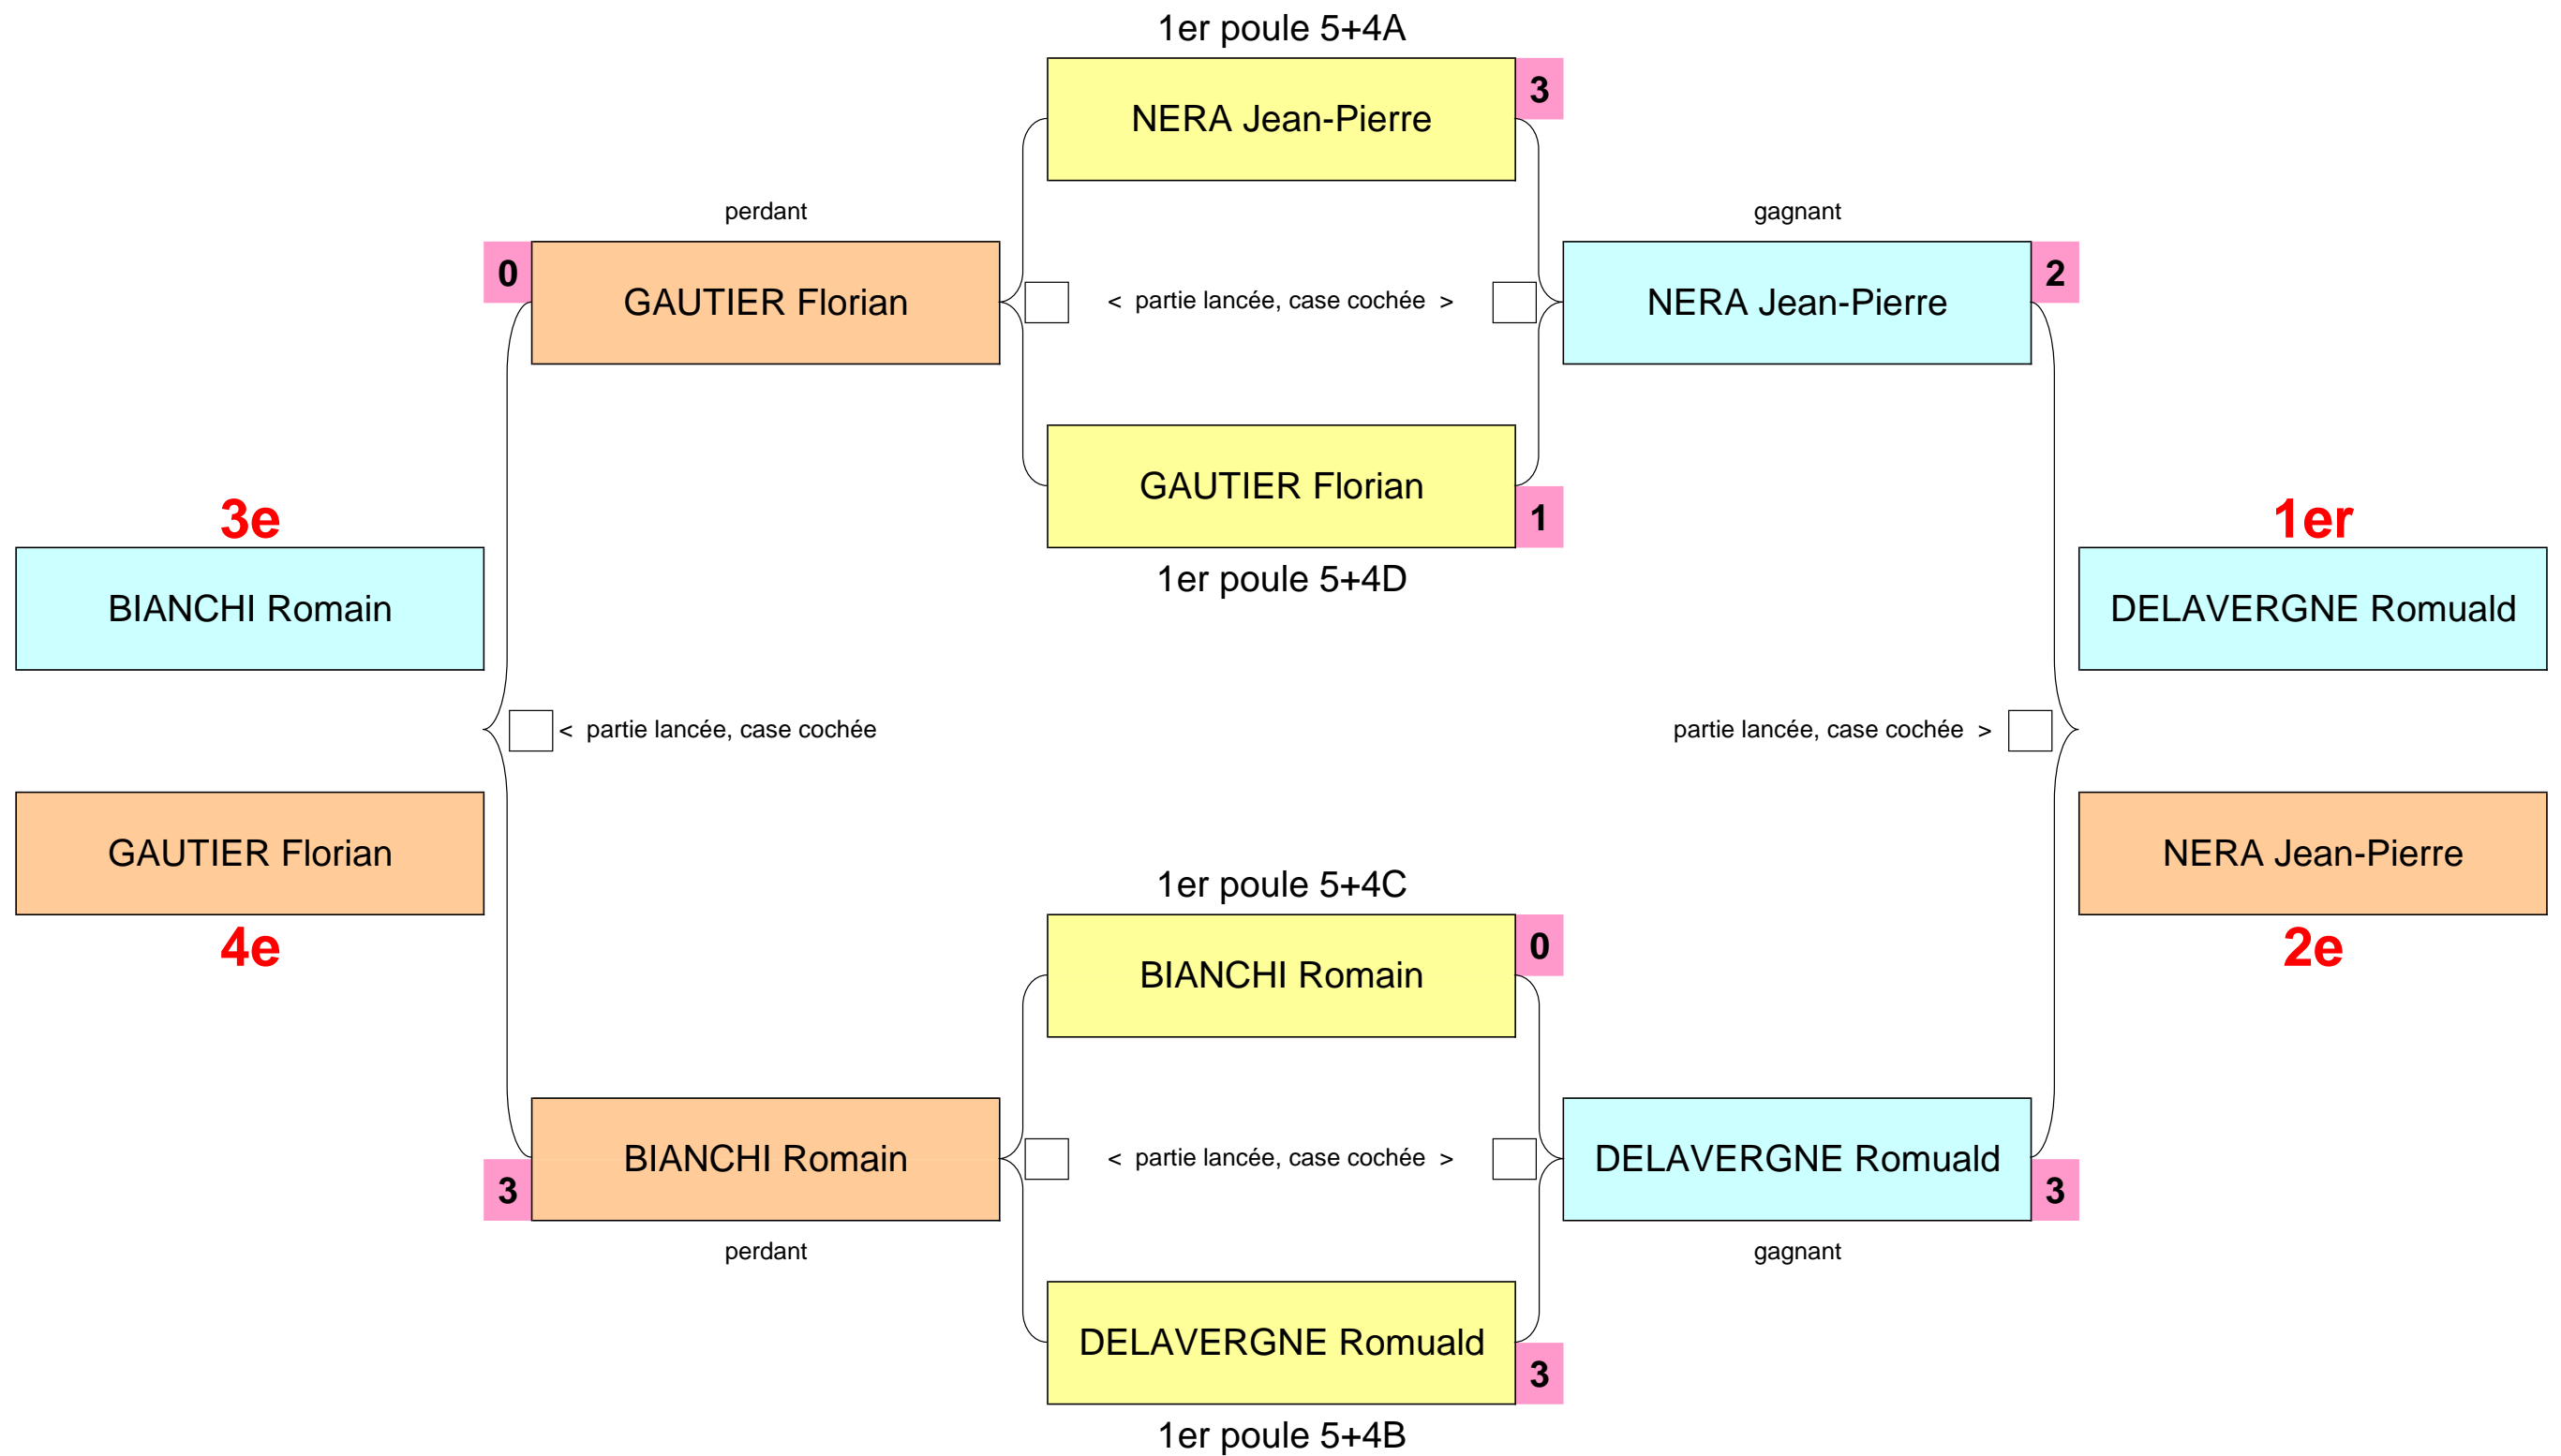 1er poule 5+4A
NERA Jean-Pierre
3
perdant
gagnant
0
GAUTIER Florian
< partie lancée, case cochée >
NERA Jean-Pierre
2
GAUTIER Florian
1
1er poule 5+4D
3e
1er
BIANCHI Romain
DELAVERGNE Romuald
< partie lancée, case cochée
partie lancée, case cochée >
GAUTIER Florian
NERA Jean-Pierre
4e
2e
1er poule 5+4C
BIANCHI Romain
0
BIANCHI Romain
3
< partie lancée, case cochée >
DELAVERGNE Romuald
3
perdant
gagnant
DELAVERGNE Romuald
3
1er poule 5+4B